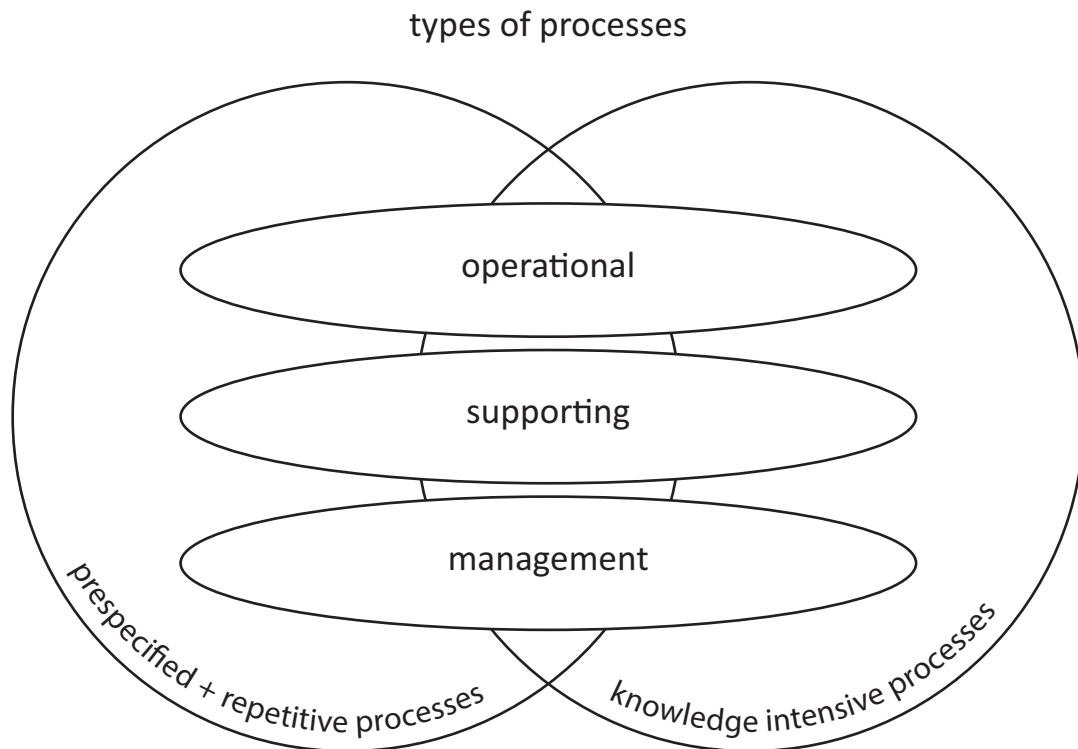 types of processes
operational
supporting
management
prespecified + repetitive processes
knowledge intensive processes